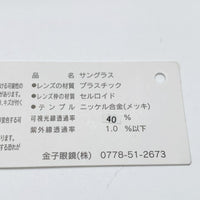 品名 サングラス
●レンズの材質 プラスチック
●レンズ枠の材質 セルロイド
●テンプル ニッケル合金(メッキ)
可視光線透過率 40 %
紫外線透過率 1.0 %以下
金子眼鏡(株) 0778-51-2673